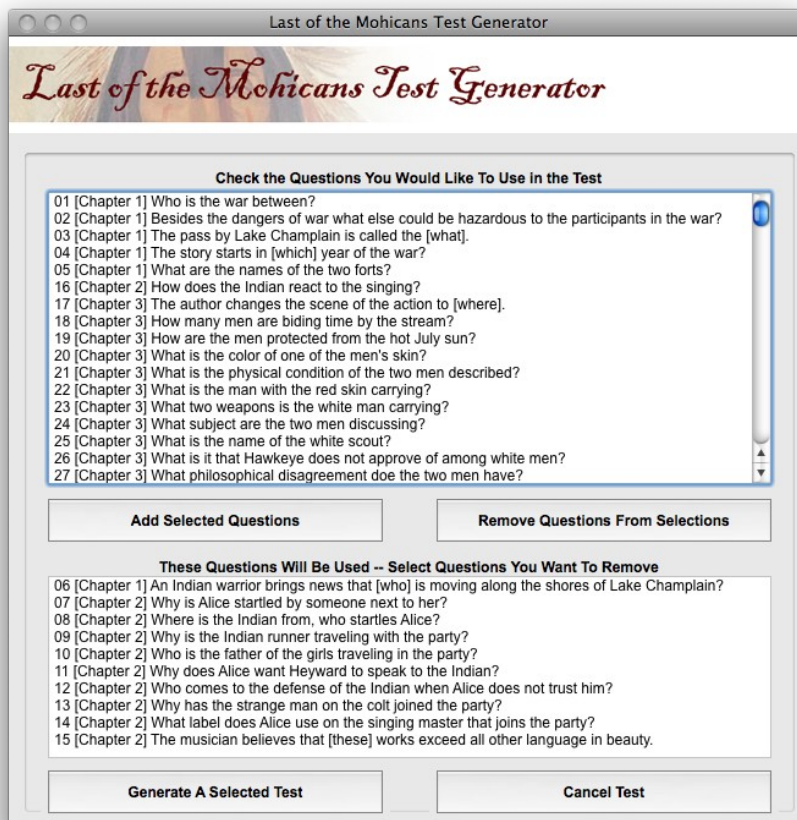 Last of the Mohicans Test Generator
Last of the Mohicans Test Generator
Check the Questions You Would Like To Use in the Test
01 [Chapter 1] Who is the war between?
02 [Chapter 1] Besides the dangers of war what else could be hazardous to the participants in the war?
03 [Chapter 1] The pass by Lake Champlain is called the [what].
04 [Chapter 1] The story starts in [which] year of the war?
05 [Chapter 1] What are the names of the two forts?
16 [Chapter 2] How does the Indian react to the singing?
17 [Chapter 3] The author changes the scene of the action to [where].
18 [Chapter 3] How many men are biding time by the stream?
19 [Chapter 3] How are the men protected from the hot July sun?
20 [Chapter 3] What is the color of one of the men's skin?
21 [Chapter 3] What is the physical condition of the two men described?
22 [Chapter 3] What is the man with the red skin carrying?
23 [Chapter 3] What two weapons is the white man carrying?
24 [Chapter 3] What subject are the two men discussing?
25 [Chapter 3] What is the name of the white scout?
26 [Chapter 3] What is it that Hawkeye does not approve of among white men?
27 [Chapter 3] What philosophical disagreement doe the two men have?
Add Selected Questions
Remove Questions From Selections
These Questions Will Be Used -- Select Questions You Want To Remove
06 [Chapter 1] An Indian warrior brings news that [who] is moving along the shores of Lake Champlain?
07 [Chapter 2] Why is Alice startled by someone next to her?
08 [Chapter 2] Where is the Indian from, who startles Alice?
09 [Chapter 2] Why is the Indian runner traveling with the party?
10 [Chapter 2] Who is the father of the girls traveling in the party?
11 [Chapter 2] Why does Alice want Heyward to speak to the Indian?
12 [Chapter 2] Who comes to the defense of the Indian when Alice does not trust him?
13 [Chapter 2] Why has the strange man on the colt joined the party?
14 [Chapter 2] What label does Alice use on the singing master that joins the party?
15 [Chapter 2] The musician believes that [these] works exceed all other language in beauty.
Generate A Selected Test
Cancel Test